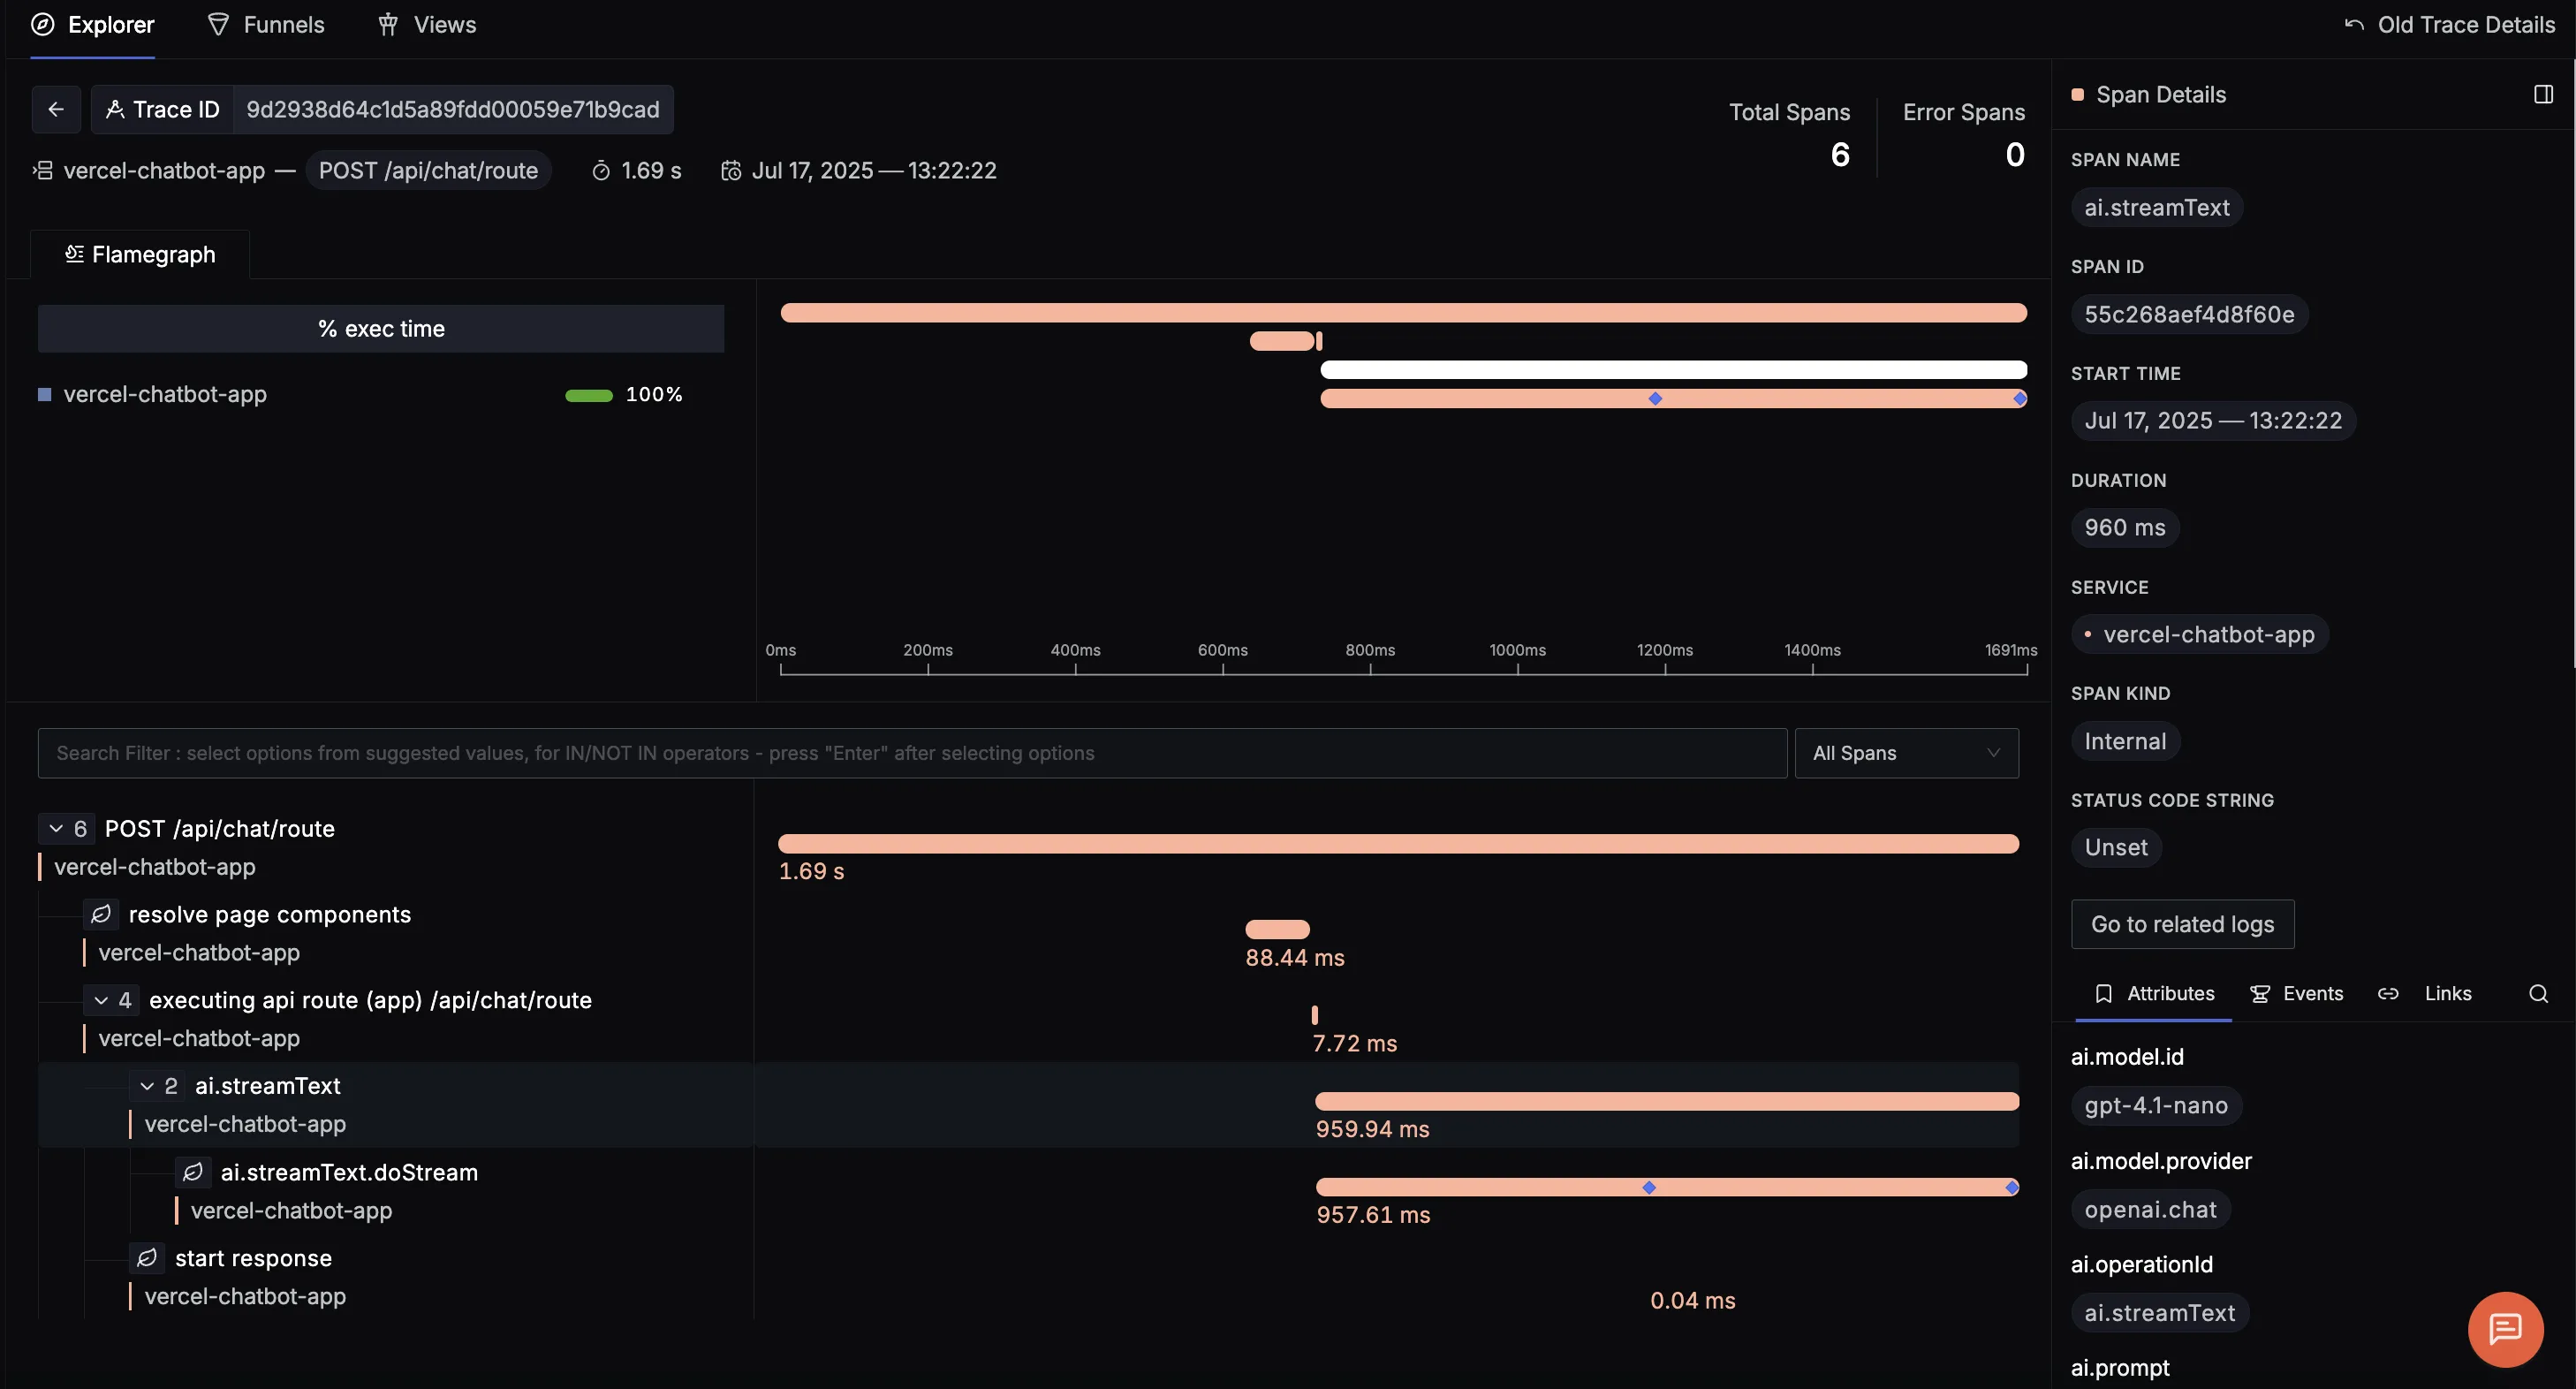 Explorer
Funnels
Views
Old Trace Details
Trace ID 9d2938d64c1d5a89fdd00059e71b9cad
vercel-chatbot-app — POST /api/chat/route 1.69 s Jul 17, 2025 — 13:22:22
Total Spans
6
Error Spans
0
Flamegraph
% exec time
vercel-chatbot-app 100%
0ms 200ms 400ms 600ms 800ms 1000ms 1200ms 1400ms 1691ms
Search Filter : select options from suggested values, for IN/NOT IN operators - press "Enter" after selecting options
All Spans
6 POST /api/chat/route
vercel-chatbot-app
1.69 s
resolve page components
vercel-chatbot-app
88.44 ms
4 executing api route (app) /api/chat/route
vercel-chatbot-app
7.72 ms
2 ai.streamText
vercel-chatbot-app
959.94 ms
ai.streamText.doStream
vercel-chatbot-app
957.61 ms
start response
vercel-chatbot-app
0.04 ms
Span Details
SPAN NAME
ai.streamText
SPAN ID
55c268aef4d8f60e
START TIME
Jul 17, 2025 — 13:22:22
DURATION
960 ms
SERVICE
vercel-chatbot-app
SPAN KIND
Internal
STATUS CODE STRING
Unset
Go to related logs
Attributes Events Links
ai.model.id
gpt-4.1-nano
ai.model.provider
openai.chat
ai.operationId
ai.streamText
ai.prompt